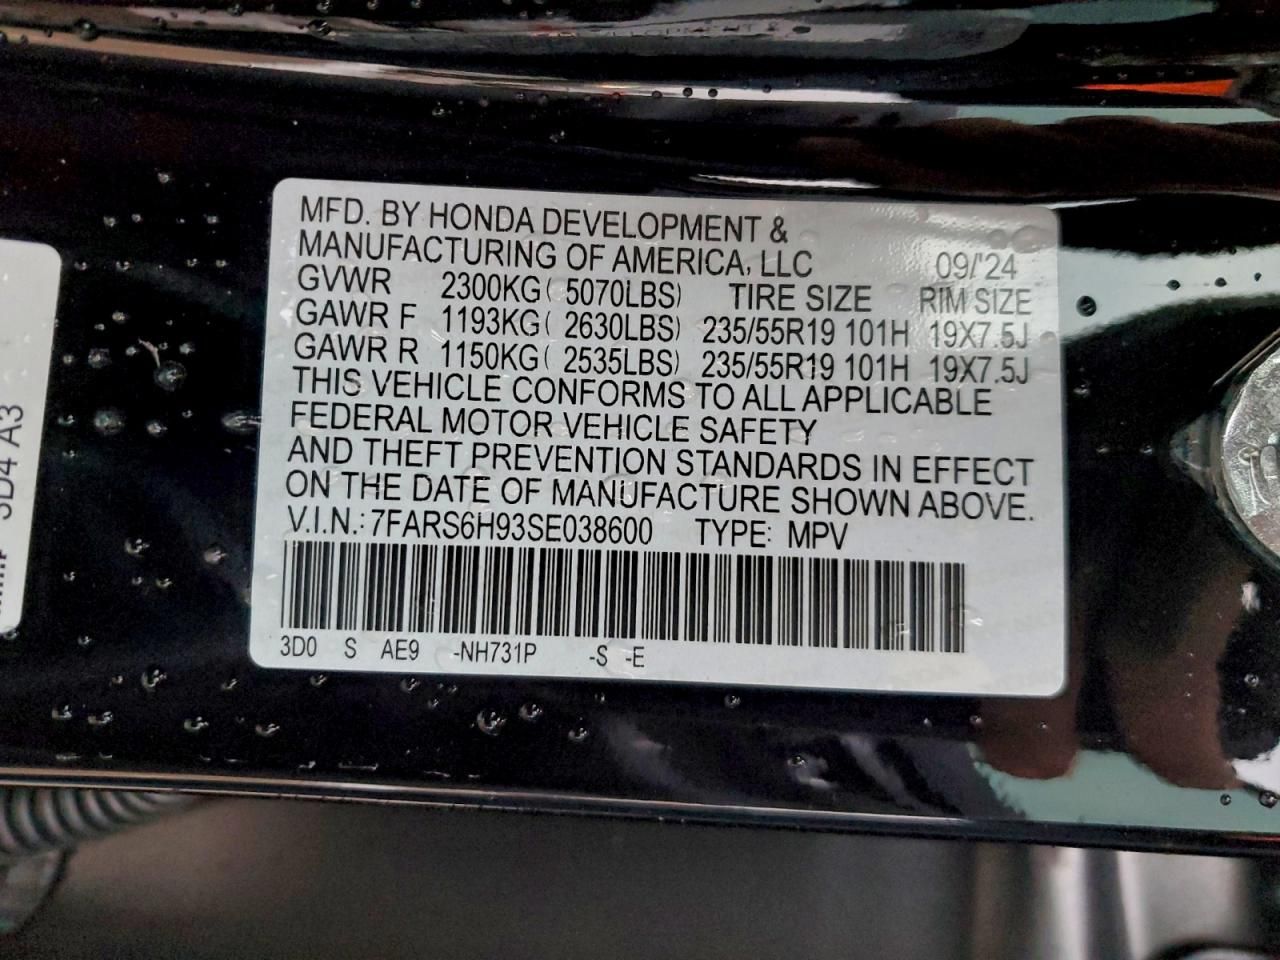 MFD. BY HONDA DEVELOPMENT &
MANUFACTURING OF AMERICA, LLC 09/'24
GVWR 2300KG( 5070LBS) TIRE SIZE RIM SIZE
GAWR F 1193KG( 2630LBS) 235/55R19 101H 19X7.5J
GAWR R 1150KG( 2535LBS) 235/55R19 101H 19X7.5J
THIS VEHICLE CONFORMS TO ALL APPLICABLE
FEDERAL MOTOR VEHICLE SAFETY
AND THEFT PREVENTION STANDARDS IN EFFECT
ON THE DATE OF MANUFACTURE SHOWN ABOVE.
V.I.N.: 7FARS6H93SE038600 TYPE: MPV
3D0 S AE9 -NH731P -S -E
3D4 A3